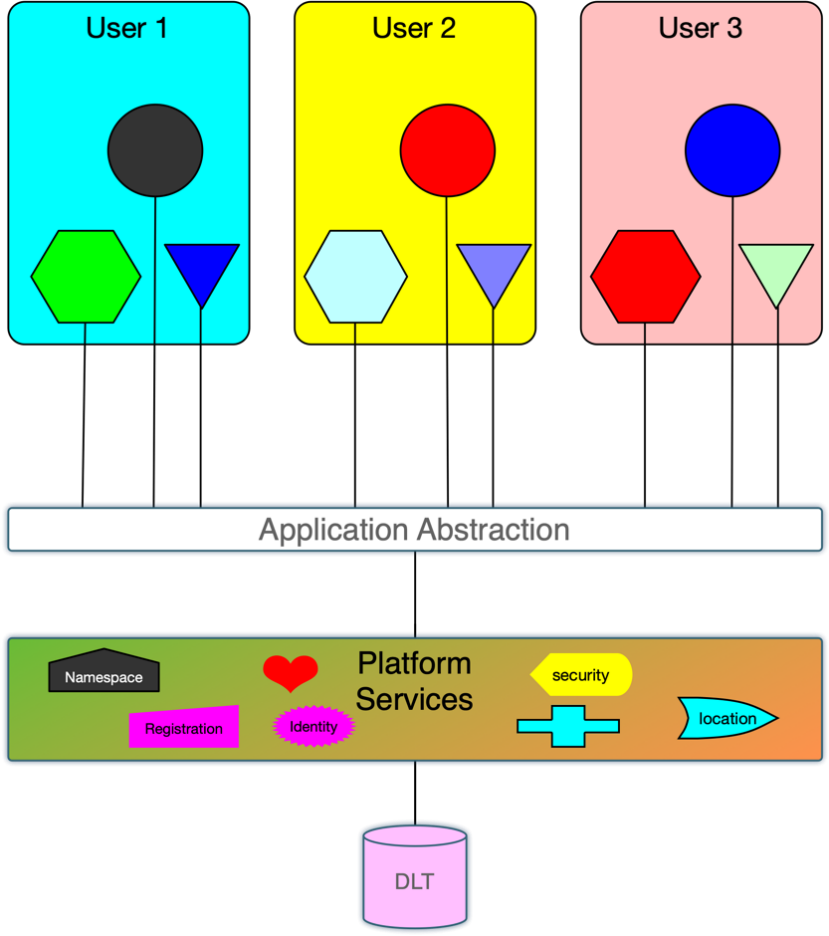 User 1
User 2
User 3
Application Abstraction
Platform
Services
Namespace
security
Registration
Identity
location
DLT